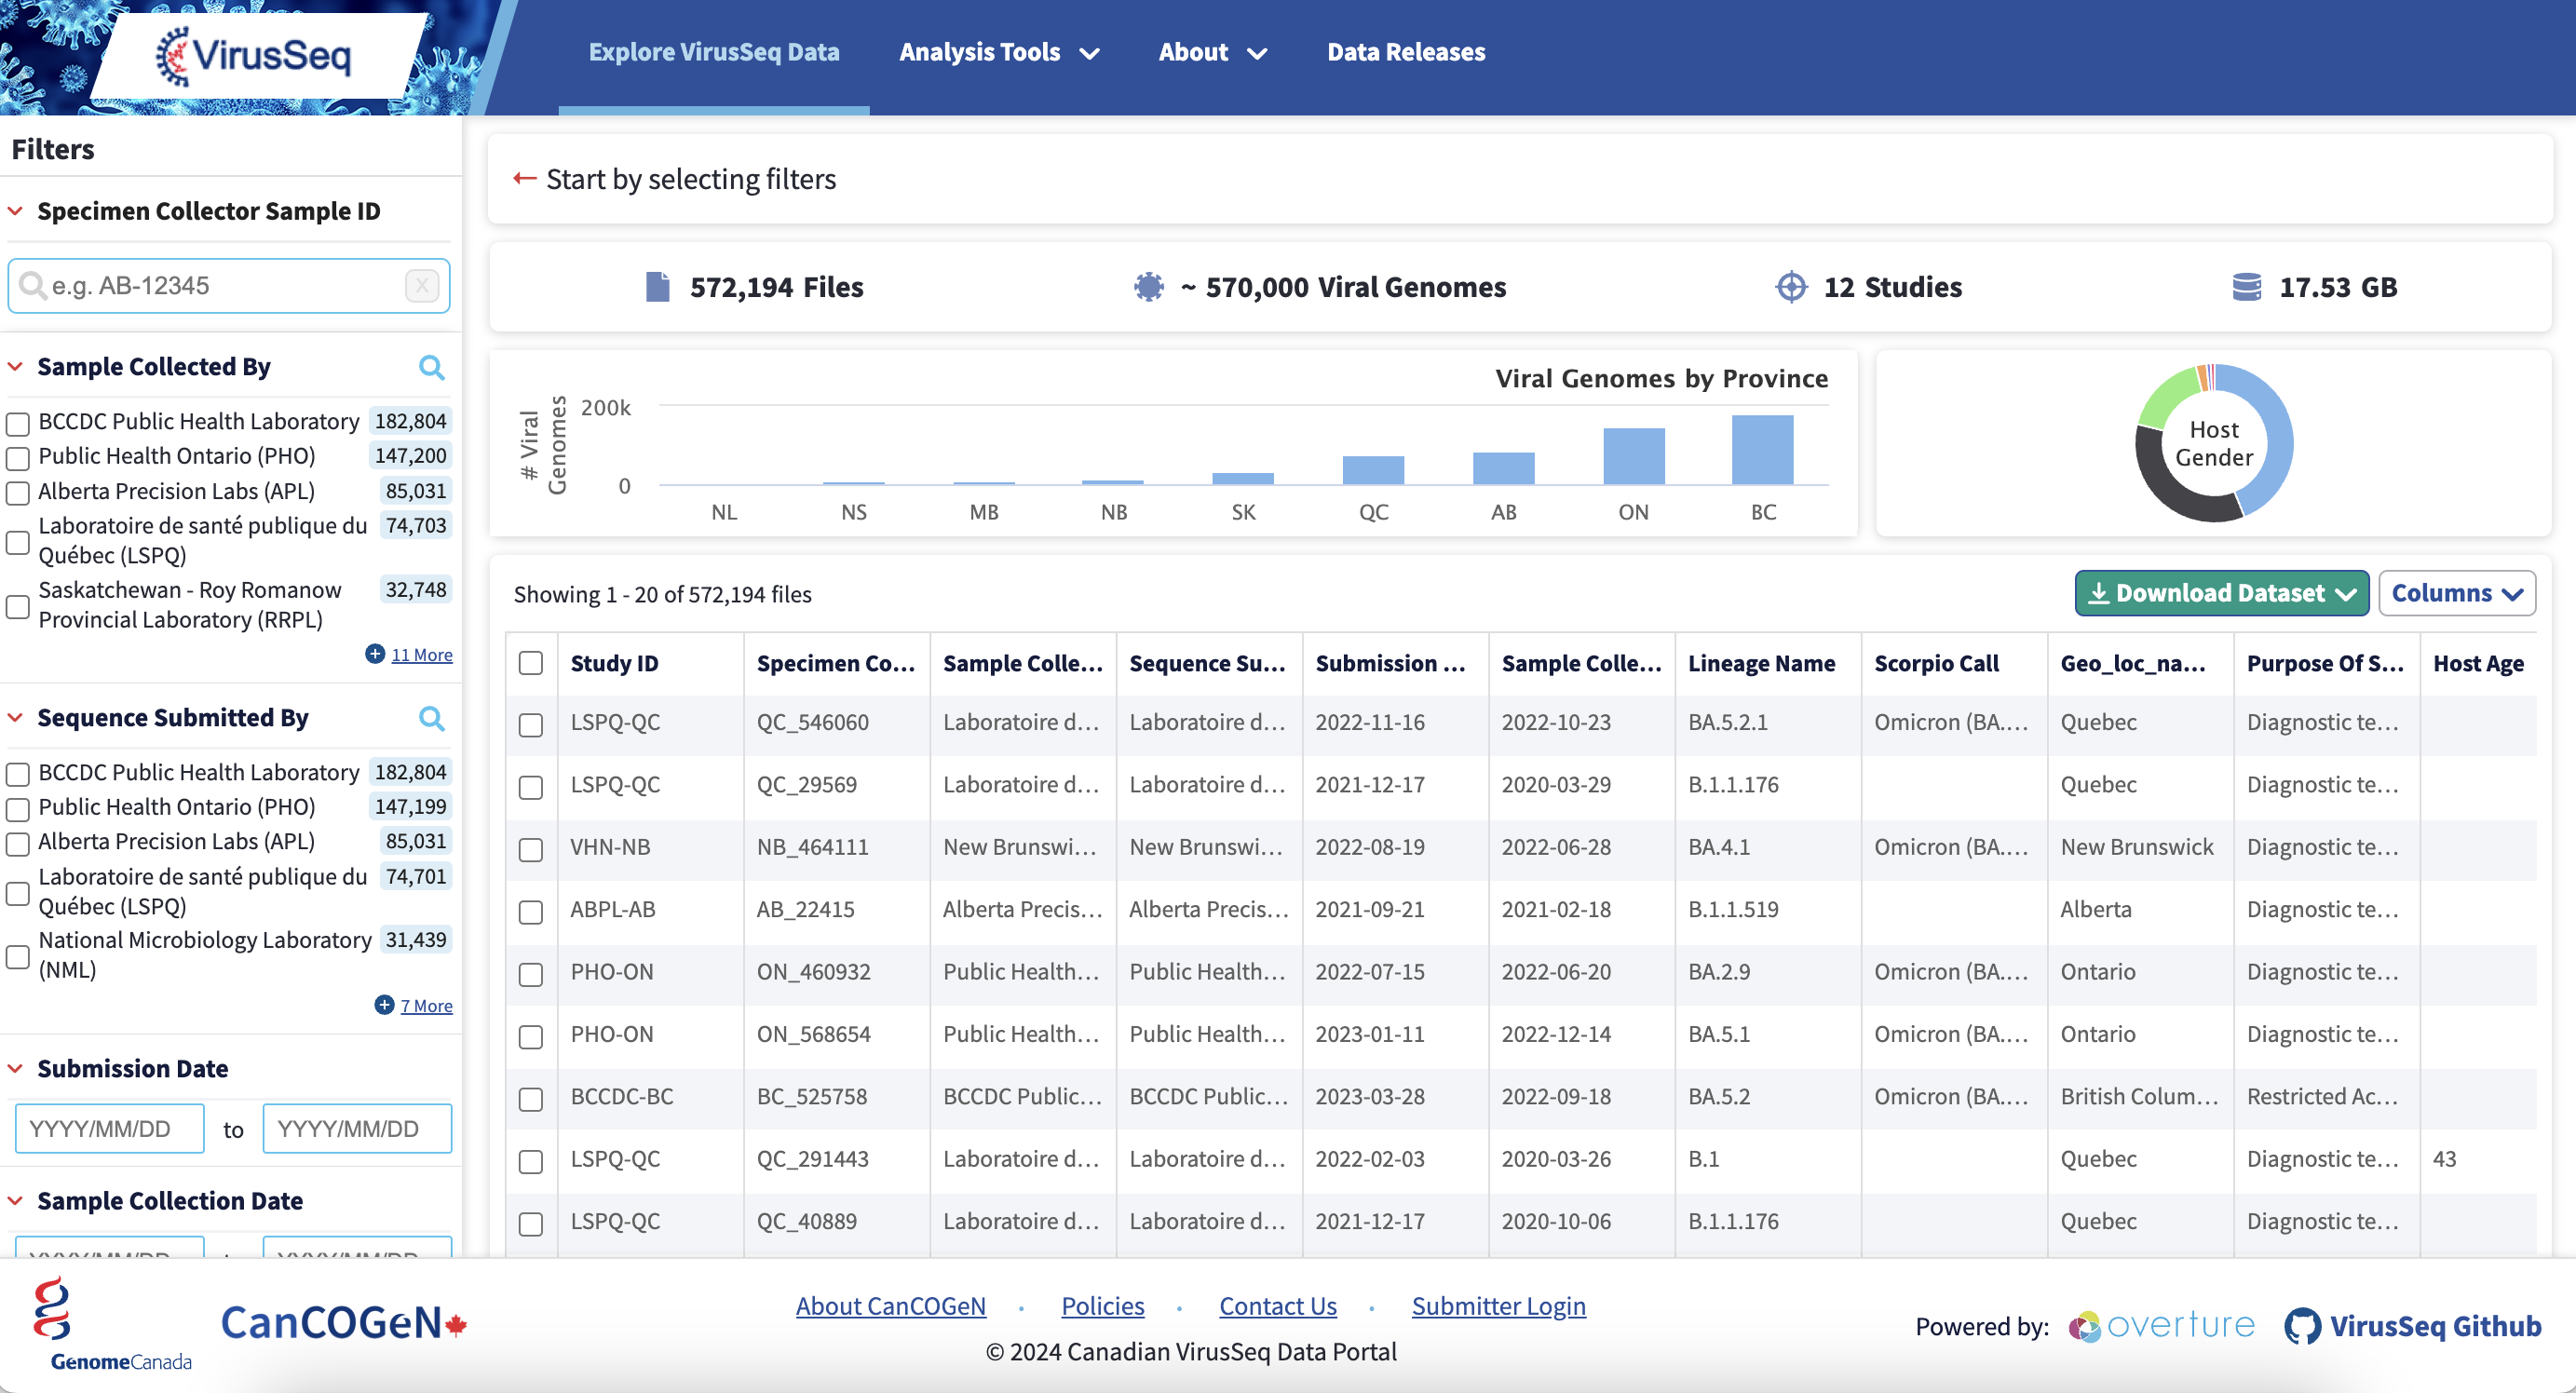 VirusSeq
Explore VirusSeq Data
Analysis Tools
About
Data Releases
Filters
Specimen Collector Sample ID
e.g. AB-12345
X
Sample Collected By
BCCDC Public Health Laboratory 182,804
Public Health Ontario (PHO) 147,200
Alberta Precision Labs (APL) 85,031
Laboratoire de santé publique du 74,703
Québec (LSPQ)
Saskatchewan - Roy Romanow 32,748
Provincial Laboratory (RRPL)
11 More
Sequence Submitted By
BCCDC Public Health Laboratory 182,804
Public Health Ontario (PHO) 147,199
Alberta Precision Labs (APL) 85,031
Laboratoire de santé publique du 74,701
Québec (LSPQ)
National Microbiology Laboratory 31,439
(NML)
7 More
Submission Date
YYYY/MM/DD to YYYY/MM/DD
Sample Collection Date
YYYY/MM/DD YYYY/MM/DD
← Start by selecting filters
572,194 Files
~ 570,000 Viral Genomes
12 Studies
17.53 GB
Viral Genomes by Province
# Viral
Genomes
200k
0
NL NS MB NB SK QC AB ON BC
Host
Gender
Showing 1 - 20 of 572,194 files
Download Dataset
Columns
Study ID Specimen Co... Sample Colle... Sequence Su... Submission ... Sample Colle... Lineage Name Scorpio Call Geo_loc_na... Purpose Of S... Host Age
LSPQ-QC QC_546060 Laboratoire d... Laboratoire d... 2022-11-16 2022-10-23 BA.5.2.1 Omicron (BA.... Quebec Diagnostic te...
LSPQ-QC QC_29569 Laboratoire d... Laboratoire d... 2021-12-17 2020-03-29 B.1.1.176 Quebec Diagnostic te...
VHN-NB NB_464111 New Brunswi... New Brunswi... 2022-08-19 2022-06-28 BA.4.1 Omicron (BA.... New Brunswick Diagnostic te...
ABPL-AB AB_22415 Alberta Precis... Alberta Precis... 2021-09-21 2021-02-18 B.1.1.519 Alberta Diagnostic te...
PHO-ON ON_460932 Public Health... Public Health... 2022-07-15 2022-06-20 BA.2.9 Omicron (BA.... Ontario Diagnostic te...
PHO-ON ON_568654 Public Health... Public Health... 2023-01-11 2022-12-14 BA.5.1 Omicron (BA.... Ontario Diagnostic te...
BCCDC-BC BC_525758 BCCDC Public... BCCDC Public... 2023-03-28 2022-09-18 BA.5.2 Omicron (BA.... British Colum... Restricted Ac...
LSPQ-QC QC_291443 Laboratoire d... Laboratoire d... 2022-02-03 2020-03-26 B.1 Quebec Diagnostic te... 43
LSPQ-QC QC_40889 Laboratoire d... Laboratoire d... 2021-12-17 2020-10-06 B.1.1.176 Quebec Diagnostic te...
GenomeCanada
CanCOGeN
About CanCOGeN • Policies • Contact Us • Submitter Login
© 2024 Canadian VirusSeq Data Portal
Powered by: overture VirusSeq Github